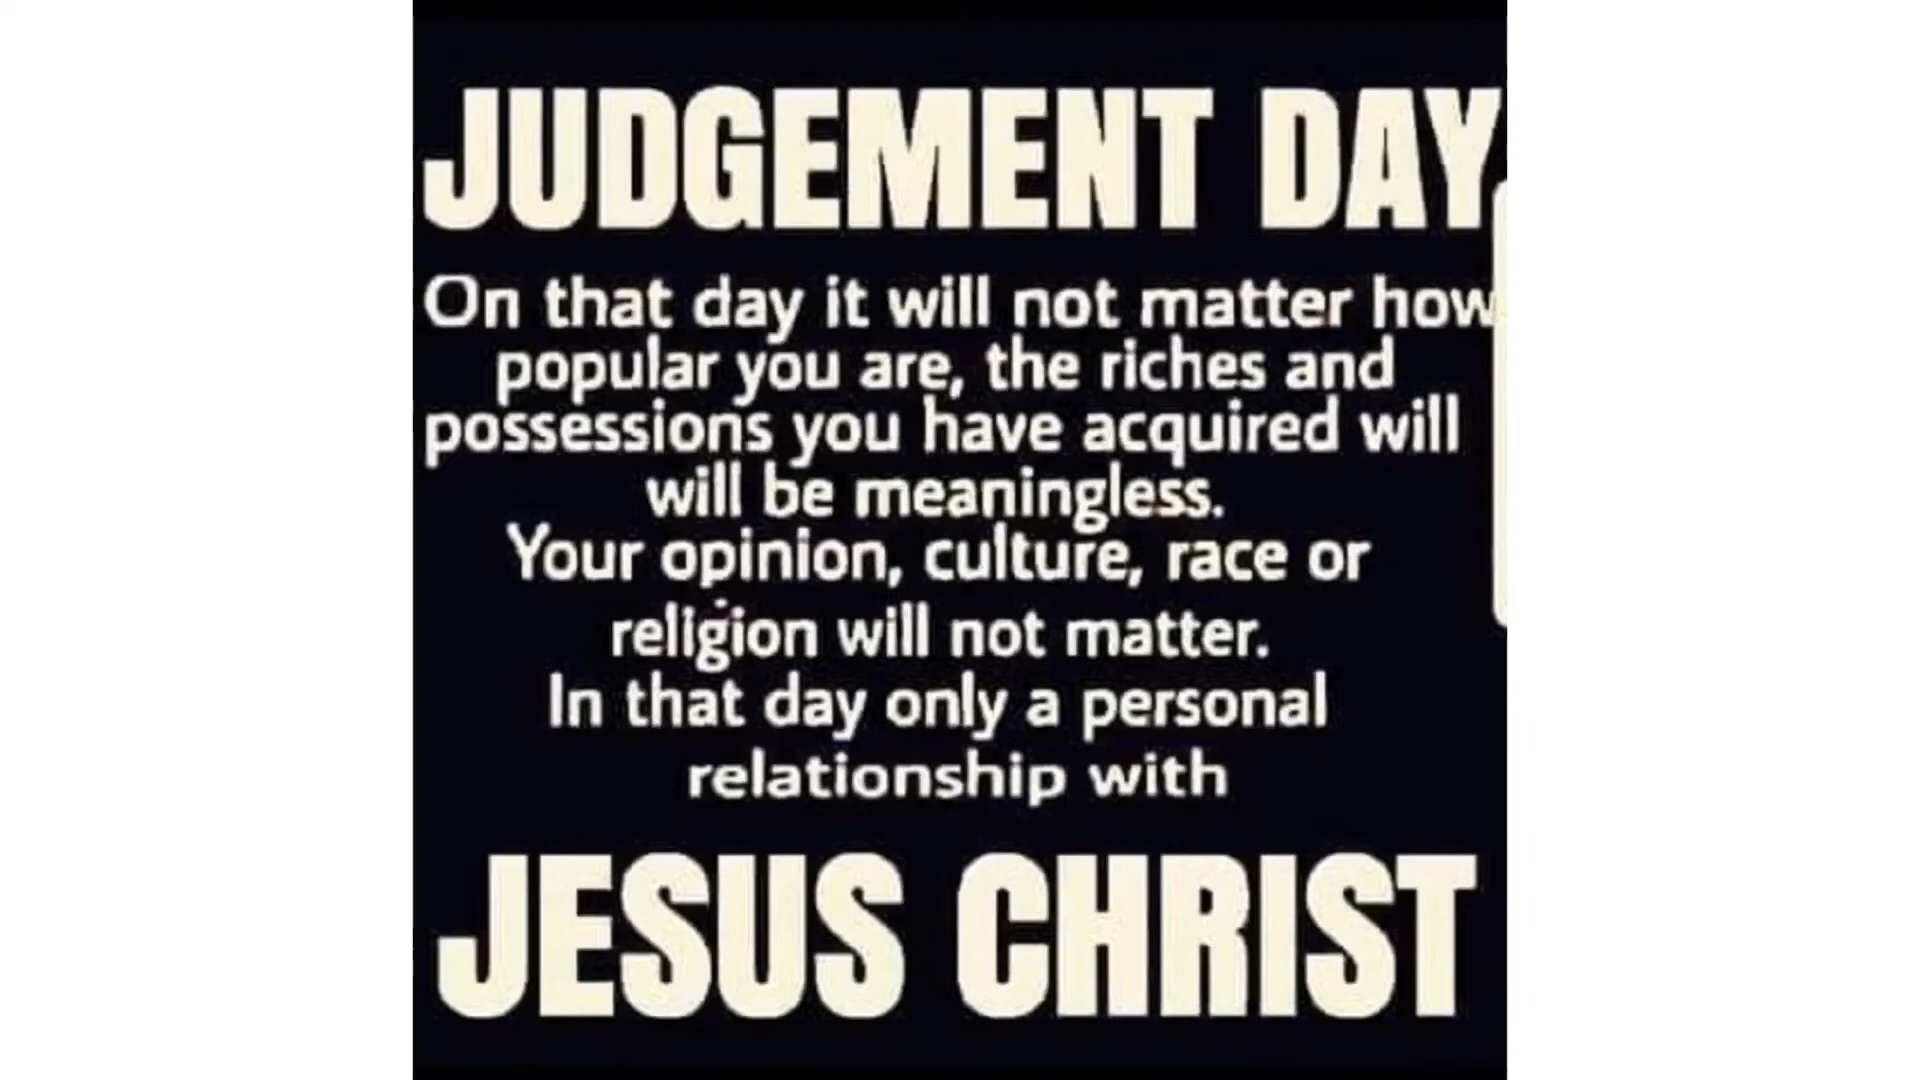 JUDGEMENT DAY
On that day it will not matter how
popular you are, the riches and
possessions you have acquired will
will be meaningless.
Your opinion, culture, race or
religion will not matter.
In that day only a personal
relationship with
JESUS CHRIST